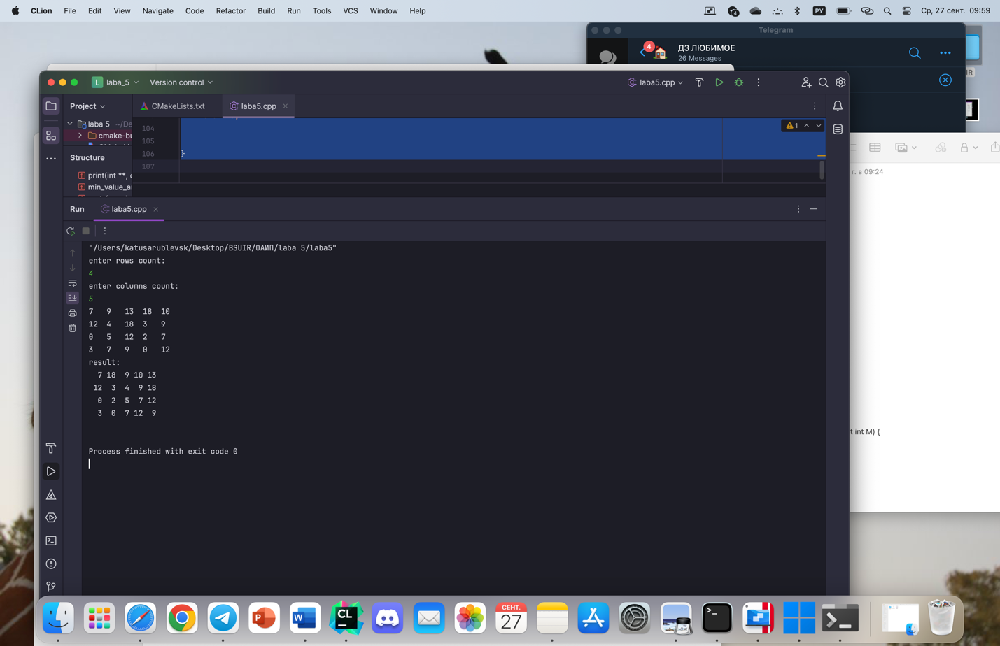 CLion File Edit View Navigate Code Refactor Build Run Tools VCS Window Help 4 РУ Ср, 27 сент. 09:59
Telegram
4 ДЗ ЛЮБИМОЕ
26 Messages
L laba_5 Version control laba5.cpp
Project CMakeLists.txt laba5.cpp
laba 5 ~/De
cmake-bu
104
105
106 }
107
1
Structure
print(int **, c
min_value_ar
г. в 09:24
Run laba5.cpp
"/Users/katusarublevsk/Desktop/BSUIR/ОАИП/laba 5/laba5"
enter rows count:
4
enter columns count:
5
7 9 13 18 10
12 4 18 3 9
0 5 12 2 7
3 7 9 0 12
result:
7 18 9 10 13
12 3 4 9 18
0 2 5 7 12
3 0 7 12 9
Process finished with exit code 0
t int M) {
P W CL СЕНТ. 27 >_ >_